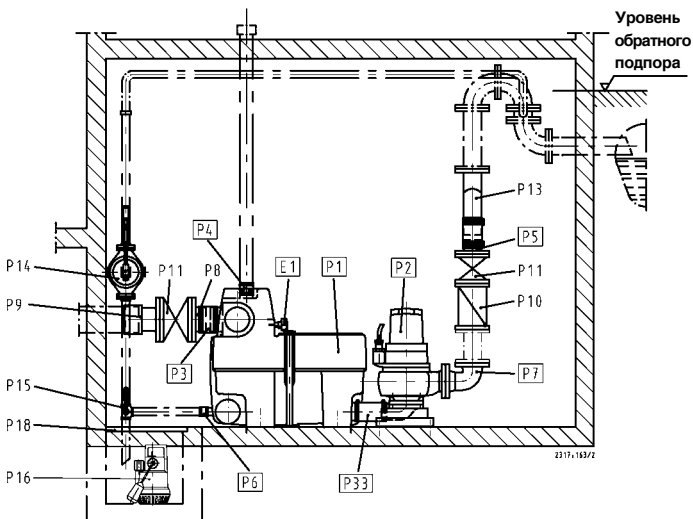 Уровень
обратного
подпора
P4
E1
P1
P2
P13
P5
P11
P10
P14
P11
P8
P9
P3
P7
P15
P18
P16
P6
P33
2317.163/2